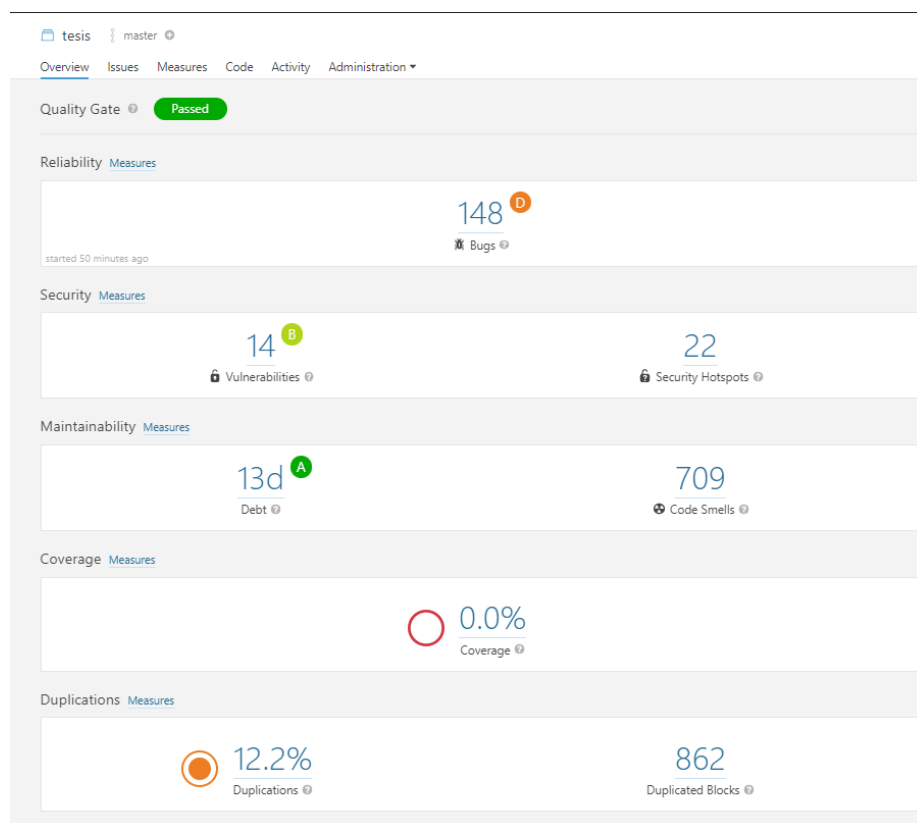 tesis master
Overview Issues Measures Code Activity Administration
Quality Gate ? Passed
Reliability Measures
148 D
Bugs ?
started 50 minutes ago
Security Measures
14 B 22
Vulnerabilities ? Security Hotspots ?
Maintainability Measures
13d A 709
Debt ? Code Smells ?
Coverage Measures
0.0%
Coverage ?
Duplications Measures
12.2% 862
Duplications ? Duplicated Blocks ?